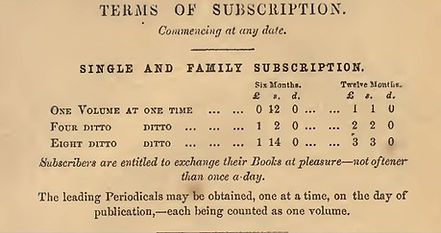 TERMS OF SUBSCRIPTION.
Commencing at any date.
SINGLE AND FAMILY SUBSCRIPTION.
Six Months. Twelve Months.
£ s. d. £ s. d.
ONE VOLUME AT ONE TIME ... ... 0 12 0 ... ... 1 1 0
FOUR DITTO DITTO ... ... ... 1 2 0 ... ... 2 2 0
EIGHT DITTO DITTO ... ... ... 1 14 0 ... ... 3 3 0
Subscribers are entitled to exchange their Books at pleasure—not oftener
than once a-day.
The leading Periodicals may be obtained, one at a time, on the day of
publication,—each being counted as one volume.